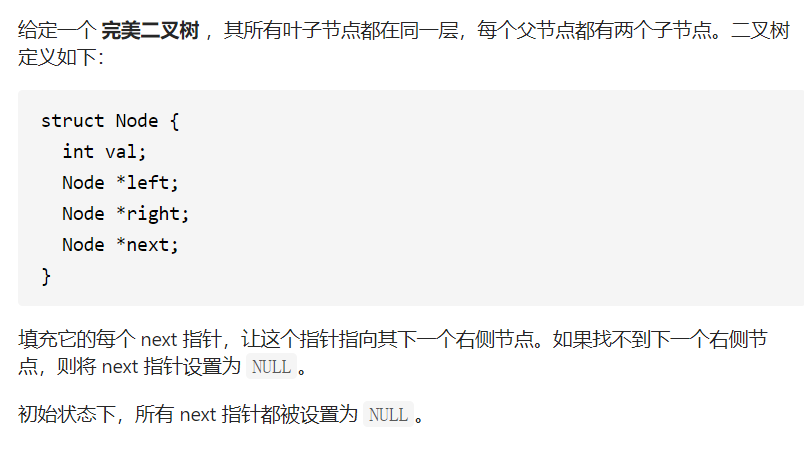 给定一个 完美二叉树 ，其所有叶子节点都在同一层，每个父节点都有两个子节点。二叉树
定义如下：
struct Node {
  int val;
  Node *left;
  Node *right;
  Node *next;
}
填充它的每个 next 指针，让这个指针指向其下一个右侧节点。如果找不到下一个右侧节
点，则将 next 指针设置为 NULL 。
初始状态下，所有 next 指针都被设置为 NULL 。